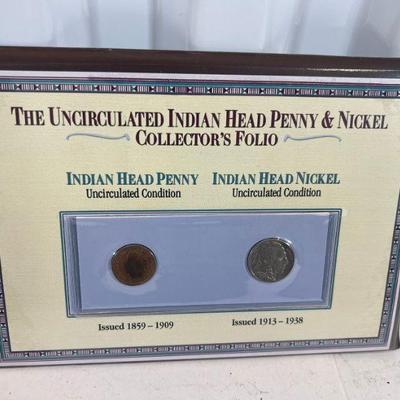 THE UNCIRCULATED INDIAN HEAD PENNY & NICKEL
COLLECTOR'S FOLIO
INDIAN HEAD PENNY
Uncirculated Condition
INDIAN HEAD NICKEL
Uncirculated Condition
Issued 1859 – 1909
Issued 1913 – 1938